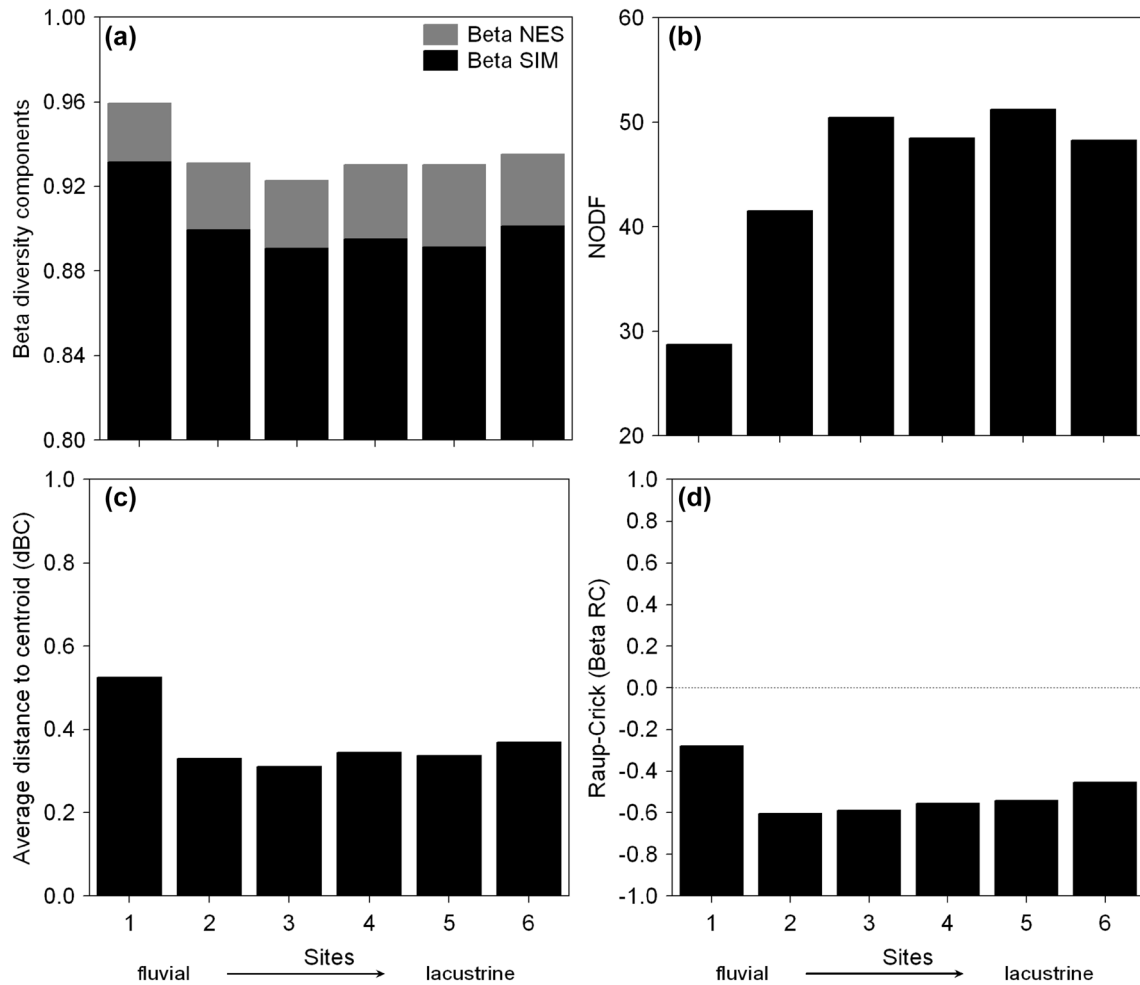 (a)
Beta NES
Beta SIM
Beta diversity components
1.00
0.96
0.92
0.88
0.84
0.80
(b)
NODF
60
50
40
30
20
(c)
Average distance to centroid (dBC)
1.0
0.8
0.6
0.4
0.2
0.0
1 2 3 4 5 6
Sites
fluvial lacustrine
(d)
Raup-Crick (Beta RC)
1.0
0.8
0.6
0.4
0.2
0.0
-0.2
-0.4
-0.6
-0.8
-1.0
1 2 3 4 5 6
Sites
fluvial lacustrine